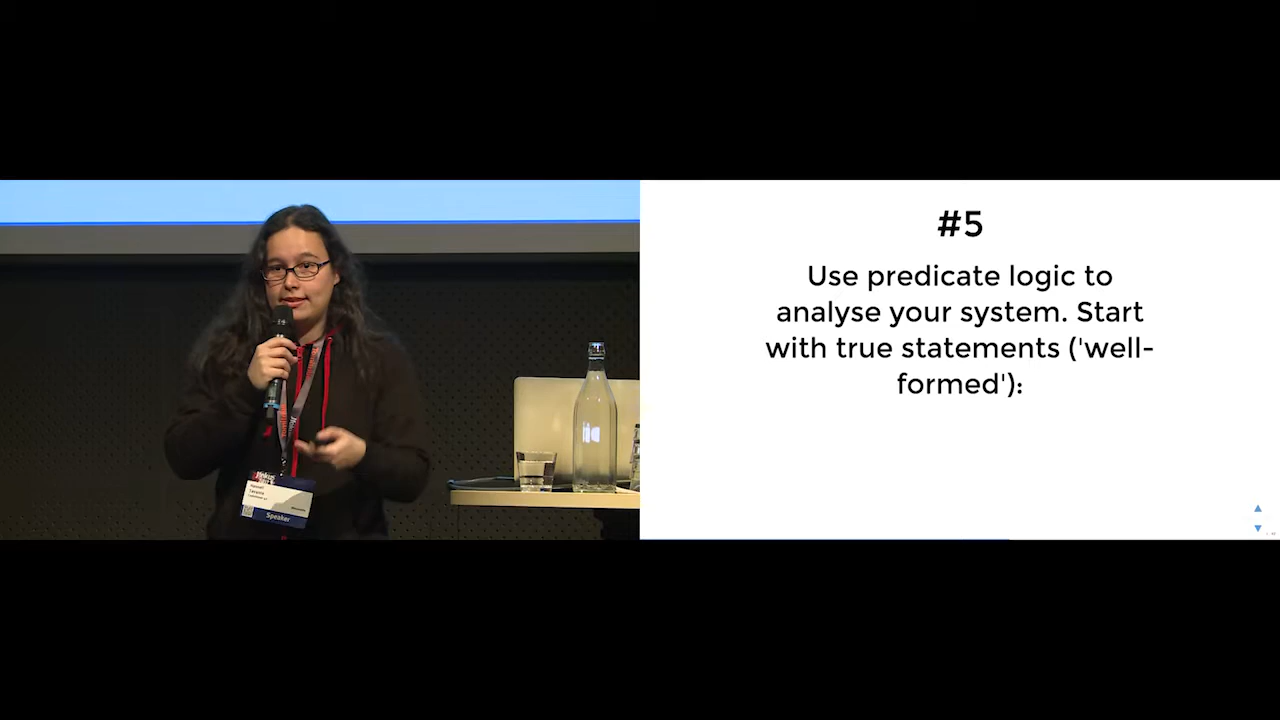 #5
Use predicate logic to
analyse your system. Start
with true statements ('well-
formed'):
Speaker